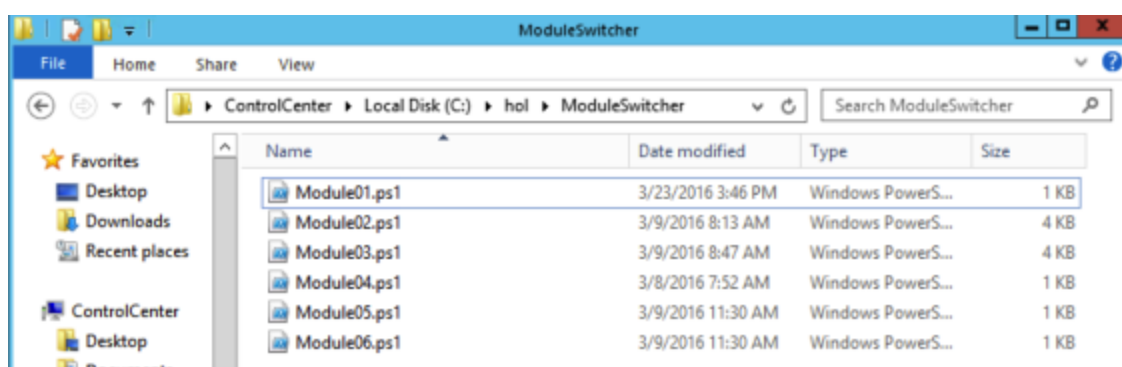 ModuleSwitcher
File Home Share View
ControlCenter Local Disk (C:) hol ModuleSwitcher Search ModuleSwitcher
Favorites
Desktop
Downloads
Recent places
ControlCenter
Desktop
Name Date modified Type Size
Module01.ps1 3/23/2016 3:46 PM Windows PowerS... 1 KB
Module02.ps1 3/9/2016 8:13 AM Windows PowerS... 4 KB
Module03.ps1 3/9/2016 8:47 AM Windows PowerS... 4 KB
Module04.ps1 3/8/2016 7:52 AM Windows PowerS... 1 KB
Module05.ps1 3/9/2016 11:30 AM Windows PowerS... 1 KB
Module06.ps1 3/9/2016 11:30 AM Windows PowerS... 1 KB